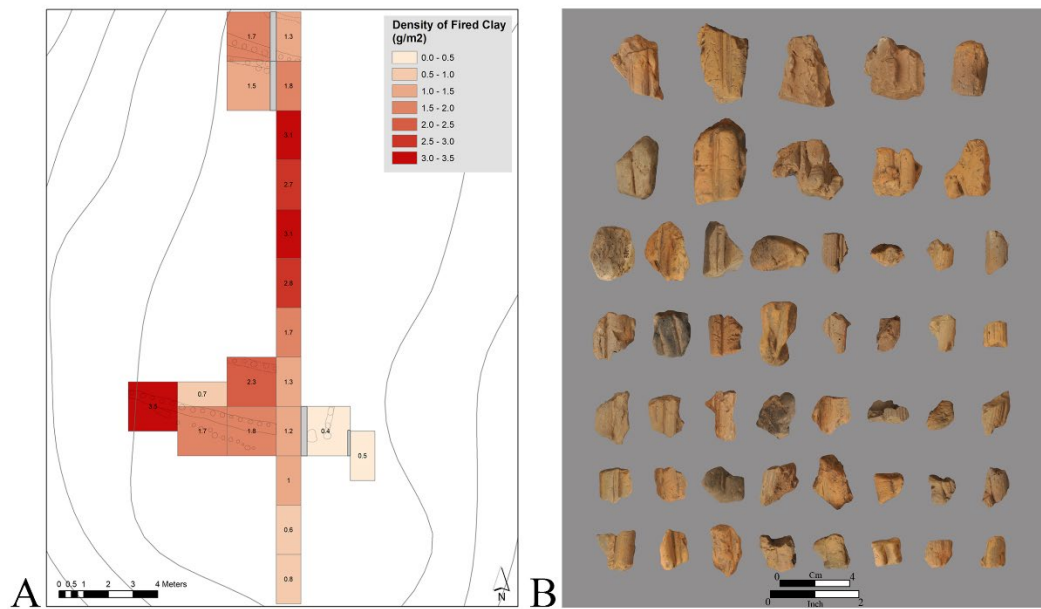 Density of Fired Clay
(g/m2)
0.0 - 0.5
0.5 - 1.0
1.0 - 1.5
1.5 - 2.0
2.0 - 2.5
2.5 - 3.0
3.0 - 3.5
1.7 1.3
1.5 1.8
3.1
2.7
3.1
2.8
1.7
2.3 1.3
0.7
1.7 1.8 1.2 0.4
0.5
1
0.6
0.8
0 0,5 1 2 3 4 Meters
N
A
B
0 Cm 4
0 Inch 2